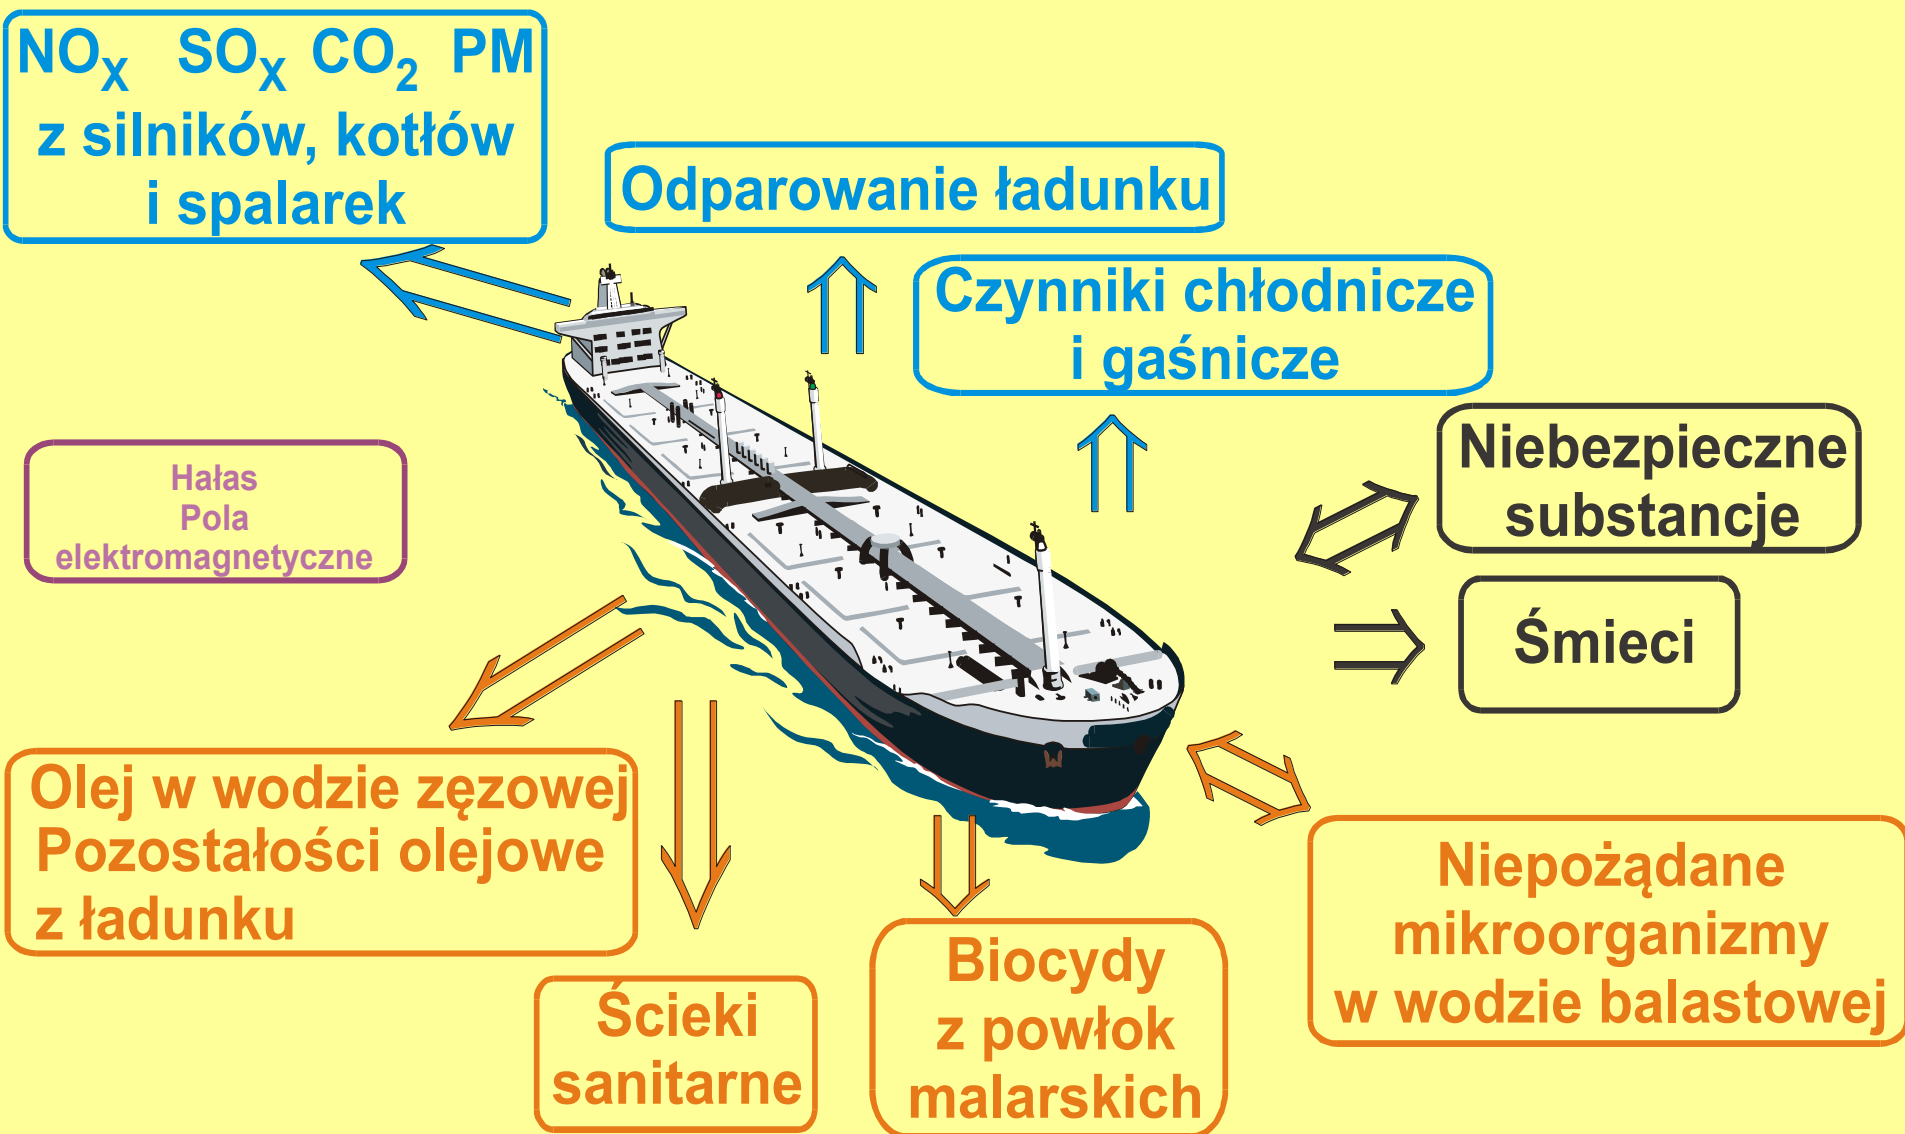 NOX SOX CO2 PM
z silników, kotłów
i spalarek
Odparowanie ładunku
Czynniki chłodnicze
i gaśnicze
Niebezpieczne
substancje
Hałas
Pola
elektromagnetyczne
Śmieci
Olej w wodzie zęzowej
Pozostałości olejowe
z ładunku
Niepożądane
mikroorganizmy
w wodzie balastowej
Biocydy
z powłok
malarskich
Ścieki
sanitarne